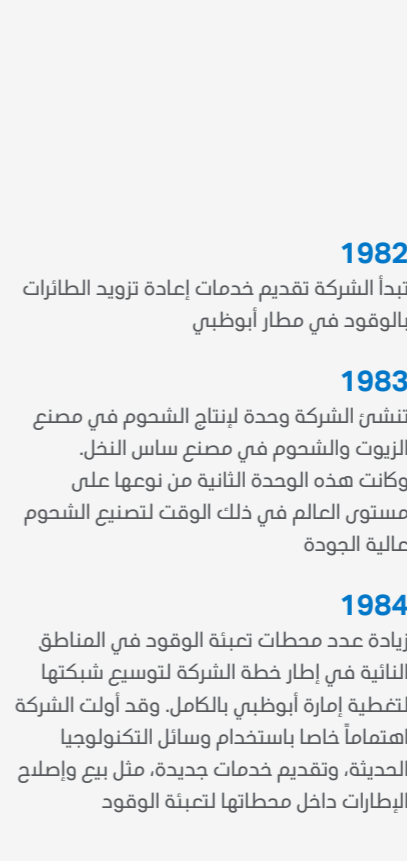 1982
تبدأ الشركة تقديم خدمات إعادة تزويد الطائرات
بالوقود في مطار أبوظبي
1983
تنشئ الشركة وحدة لإنتاج الشحوم في مصنع
الزيوت والشحوم في مصنع ساس النخل.
وكانت هذه الوحدة الثانية من نوعها على
مستوى العالم في ذلك الوقت لتصنيع الشحوم
عالية الجودة
1984
زيادة عدد محطات تعبئة الوقود في المناطق
النائية في إطار خطة الشركة لتوسيع شبكتها
لتغطية إمارة أبوظبي بالكامل. وقد أولت الشركة
اهتماماً خاصا باستخدام وسائل التكنولوجيا
الحديثة، وتقديم خدمات جديدة، مثل بيع وإصلاح
الإطارات داخل محطاتها لتعبئة الوقود